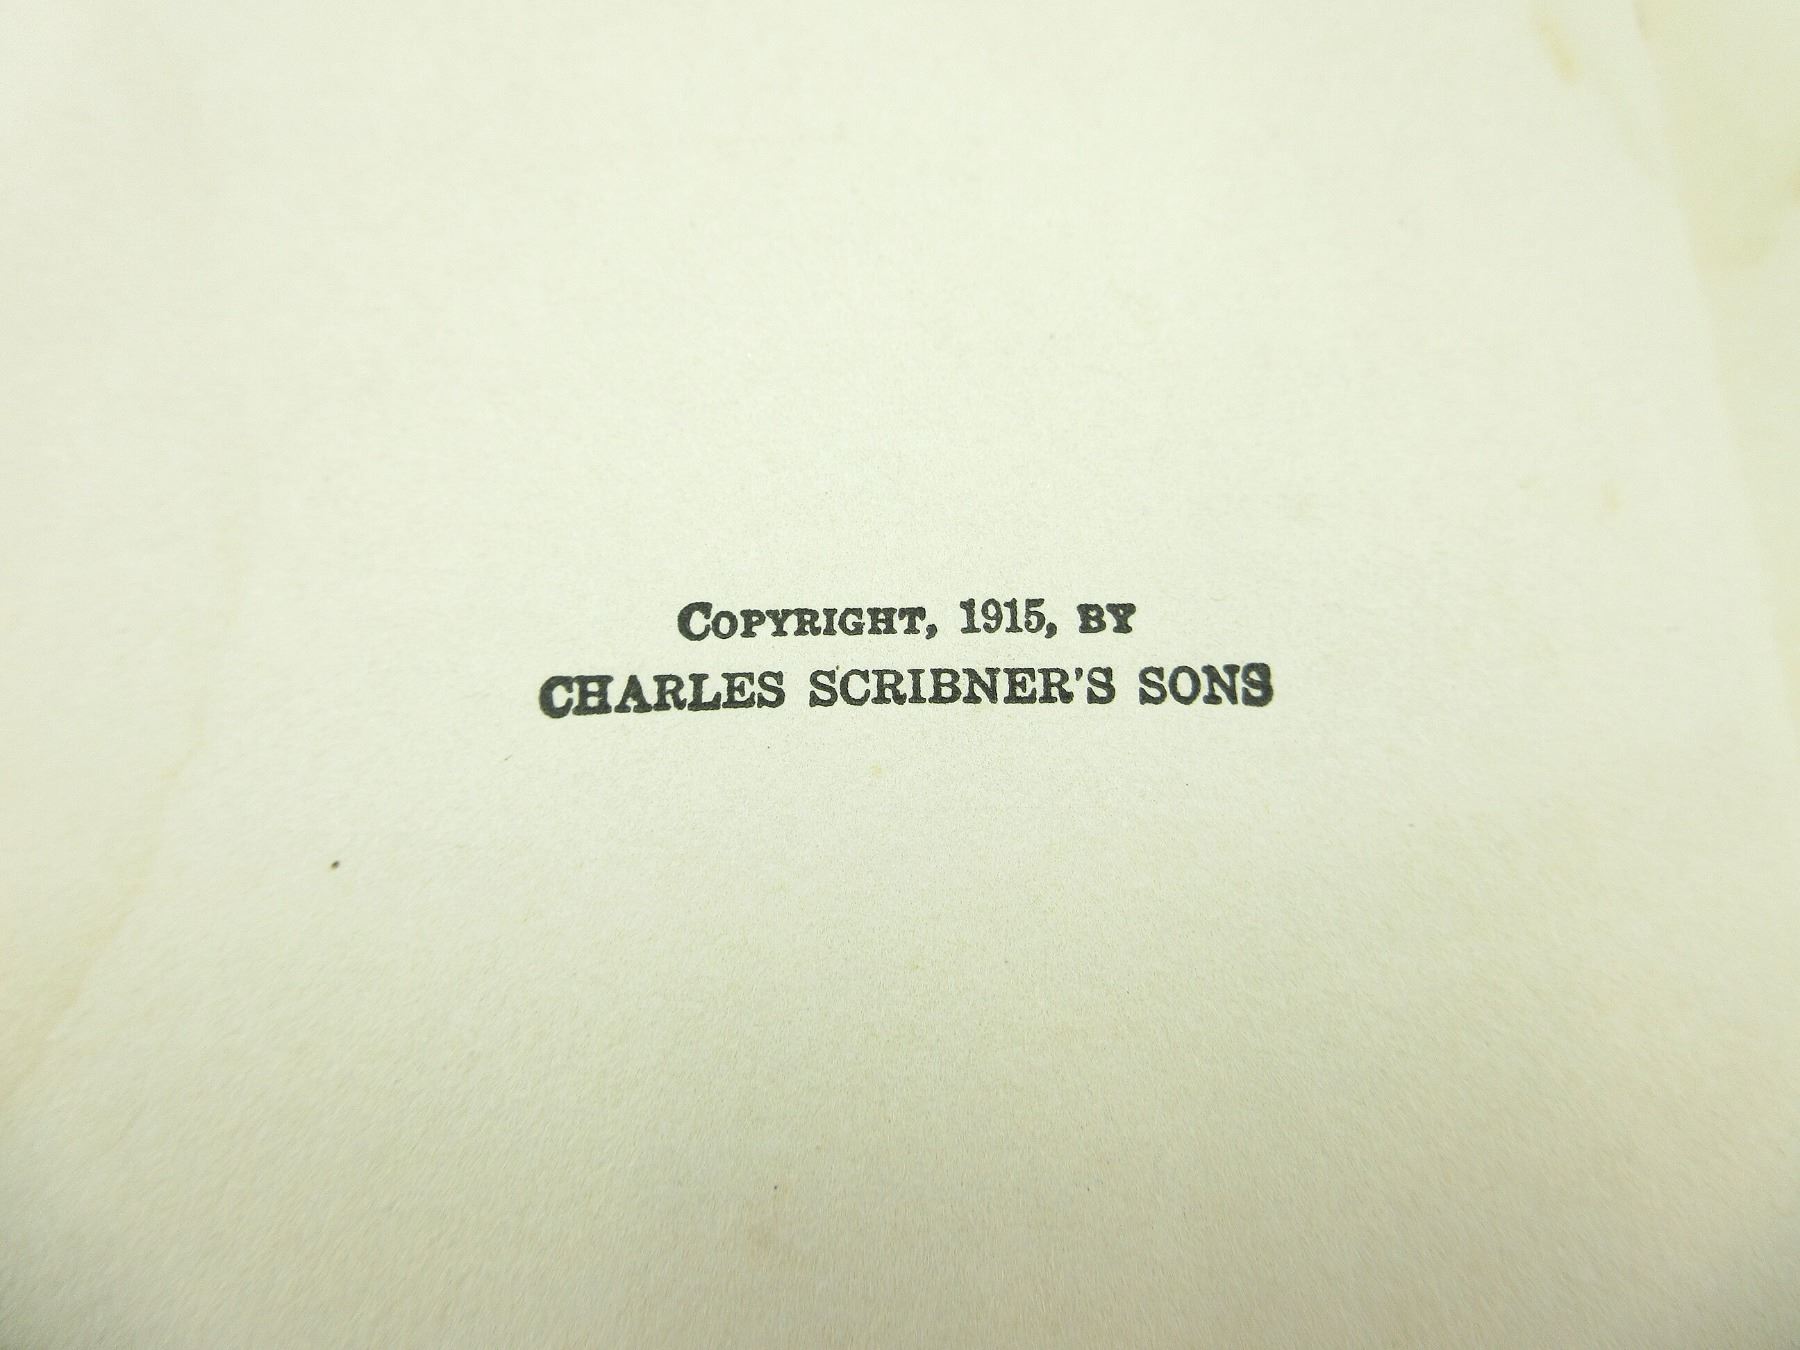 COPYRIGHT, 1915, BY
CHARLES SCRIBNER'S SONS